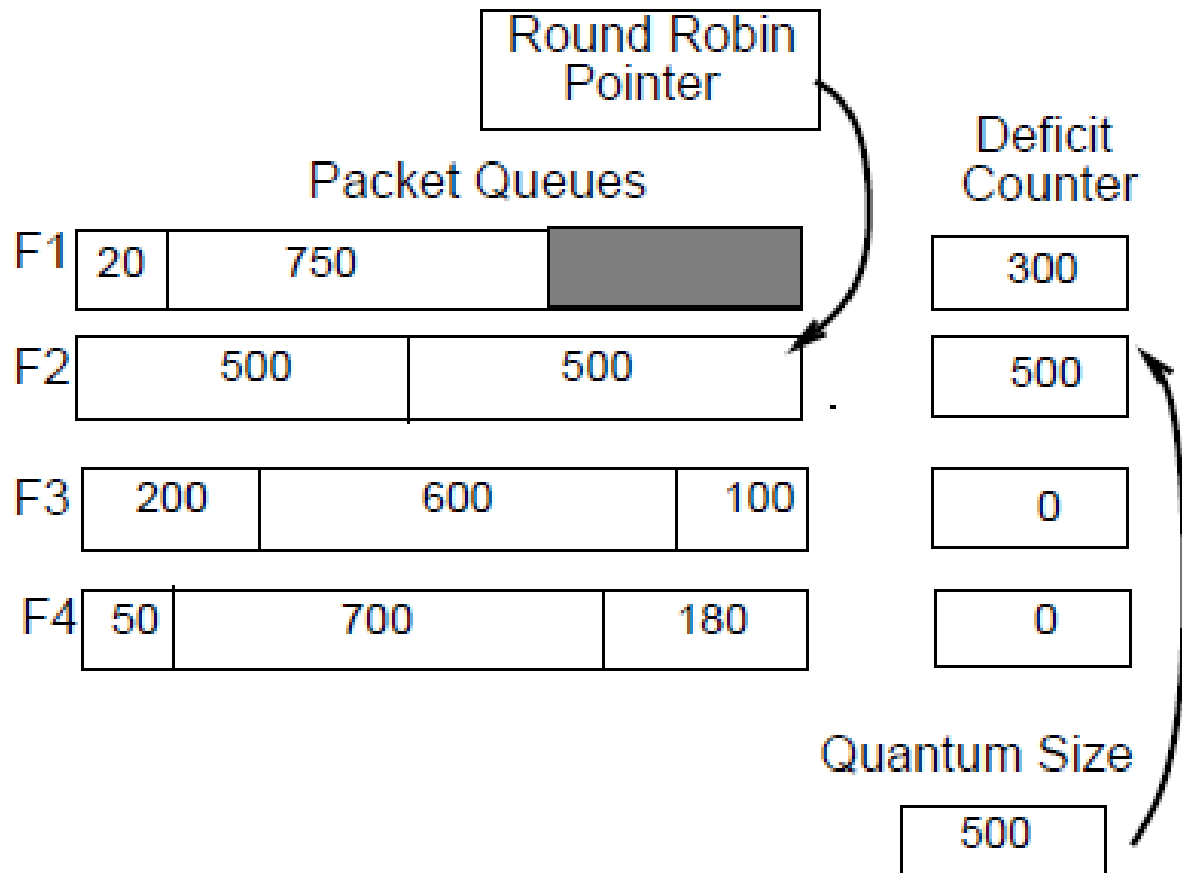 Round Robin
Pointer
Deficit
Counter
Packet Queues
F1 20 750 300
F2 500 500 500
F3 200 600 100 0
F4 50 700 180 0
Quantum Size
500